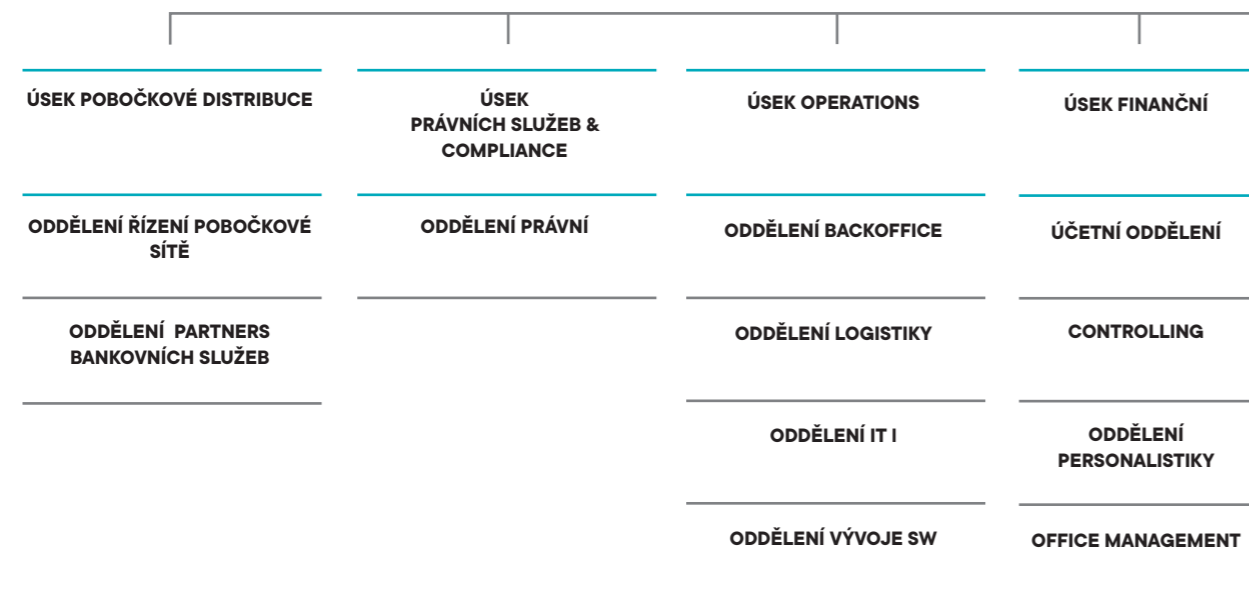 ÚSEK POBOČKOVÉ DISTRIBUCE
ODDĚLENÍ ŘÍZENÍ POBOČKOVÉ
SÍTĚ
ODDĚLENÍ PARTNERS
BANKOVNÍCH SLUŽEB
ÚSEK
PRÁVNÍCH SLUŽEB &
COMPLIANCE
ODDĚLENÍ PRÁVNÍ
ÚSEK OPERATIONS
ODDĚLENÍ BACKOFFICE
ODDĚLENÍ LOGISTIKY
ODDĚLENÍ IT I
ODDĚLENÍ VÝVOJE SW
ÚSEK FINANČNÍ
ÚČETNÍ ODDĚLENÍ
CONTROLLING
ODDĚLENÍ
PERSONALISTIKY
OFFICE MANAGEMENT